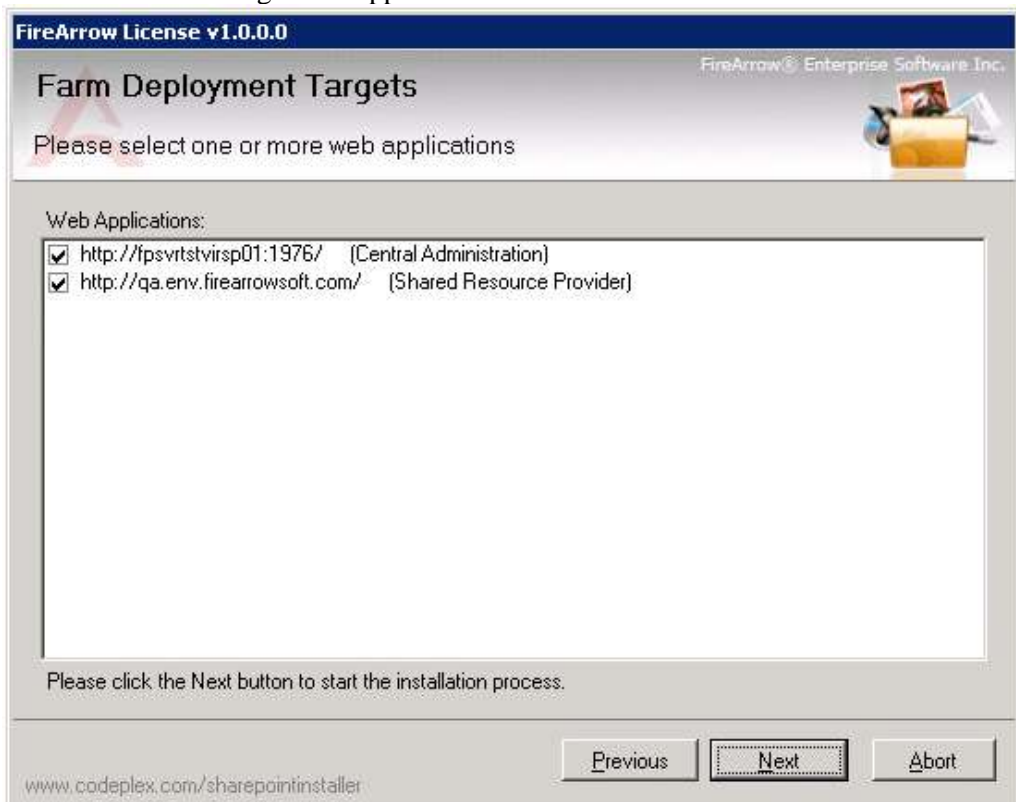 FireArrow License v1.0.0.0
FireArrow® Enterprise Software Inc.
Farm Deployment Targets
Please select one or more web applications
Web Applications:
http://fpsvrtstvirsp01:1976/ (Central Administration)
http://qa.env.firearrowsoft.com/ (Shared Resource Provider)
Please click the Next button to start the installation process.
Previous Next Abort
www.codeplex.com/sharepointinstaller